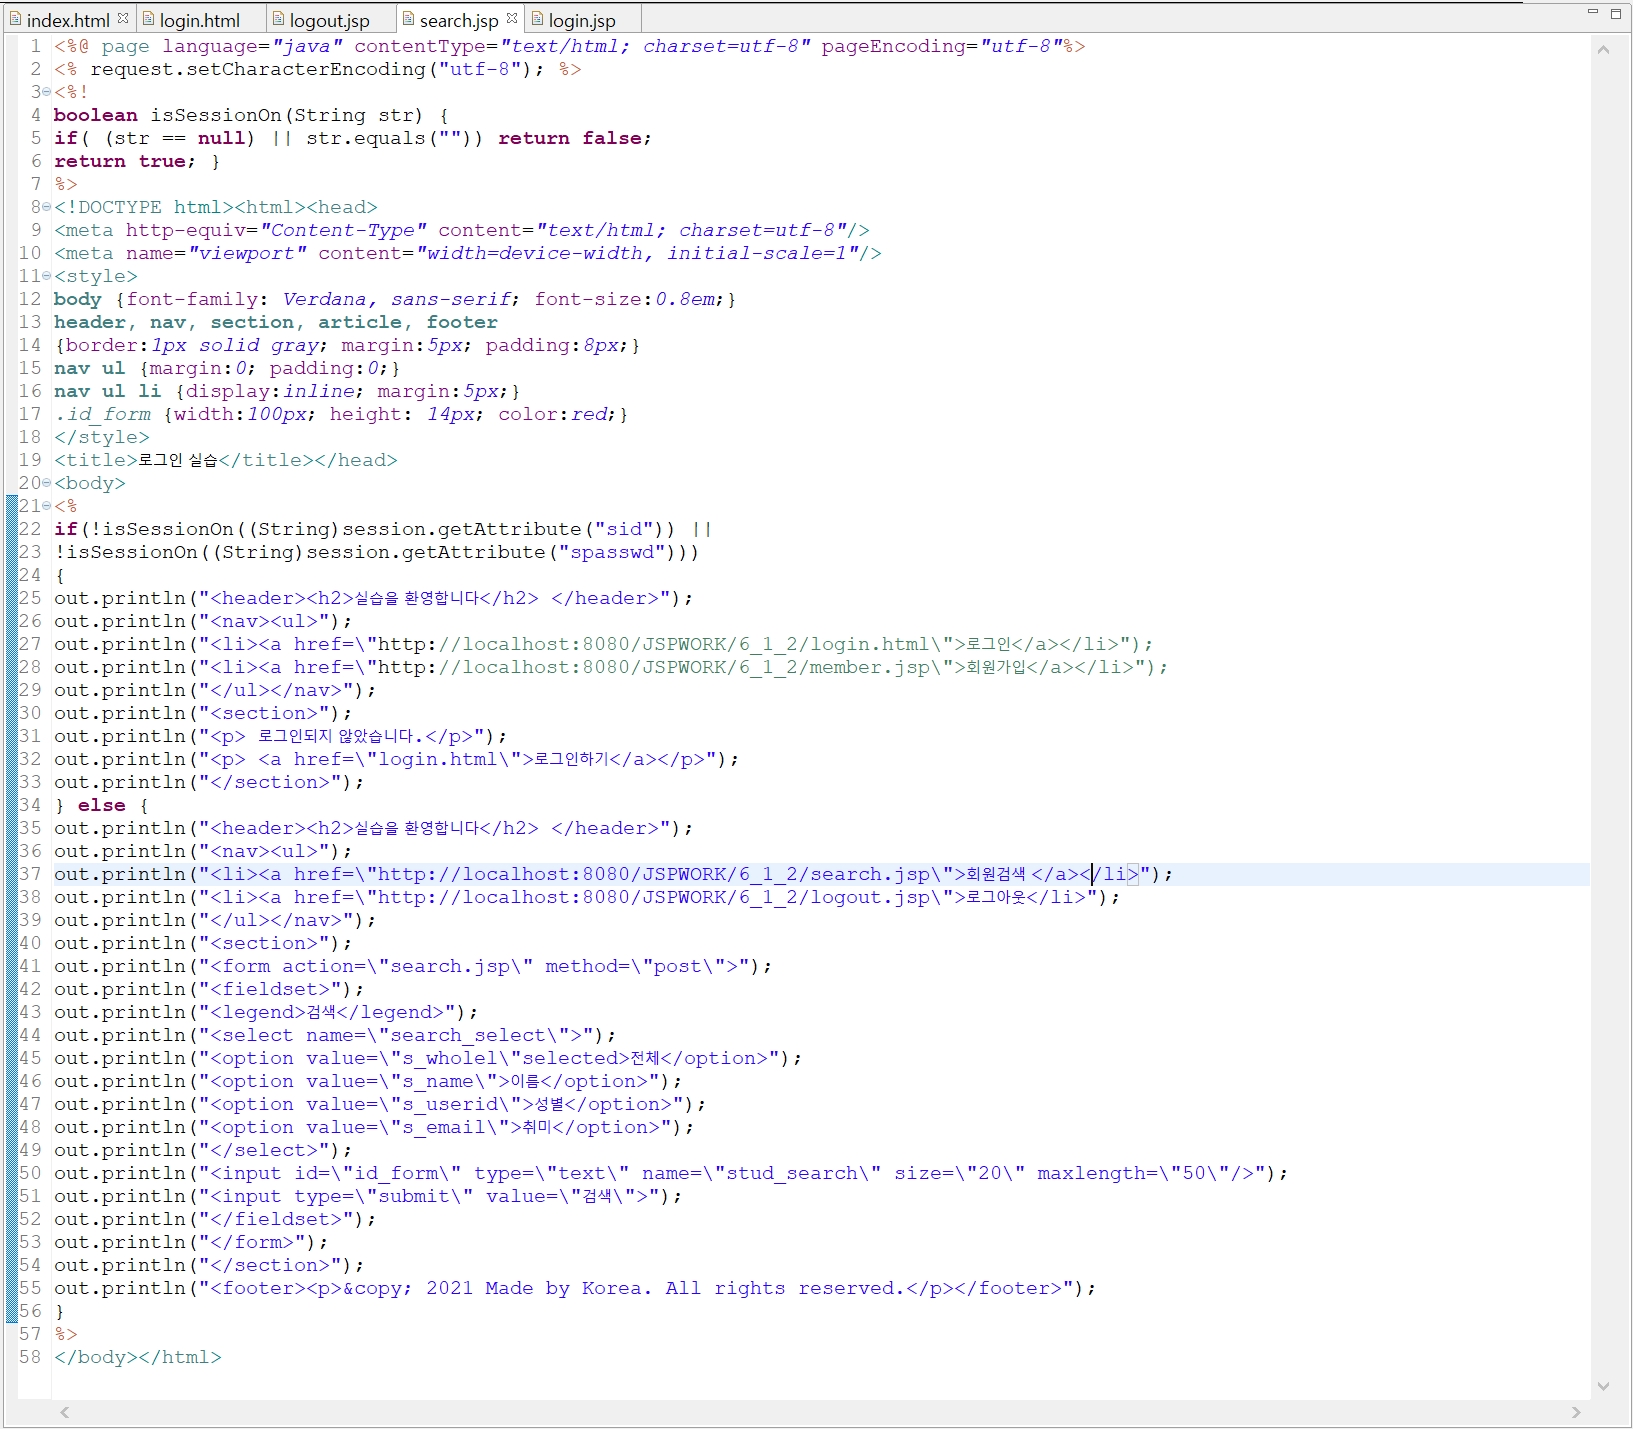 index.html login.html logout.jsp search.jsp login.jsp
1 <%@ page language="java" contentType="text/html; charset=utf-8" pageEncoding="utf-8"%>
2 <% request.setCharacterEncoding("utf-8"); %>
3 <%!
4 boolean isSessionOn(String str) {
5 if( (str == null) || str.equals("")) return false;
6 return true; }
7 %>
8 <!DOCTYPE html><html><head>
9 <meta http-equiv="Content-Type" content="text/html; charset=utf-8"/>
10 <meta name="viewport" content="width=device-width, initial-scale=1"/>
11 <style>
12 body {font-family: Verdana, sans-serif; font-size:0.8em;}
13 header, nav, section, article, footer
14 {border:1px solid gray; margin:5px; padding:8px;}
15 nav ul {margin:0; padding:0;}
16 nav ul li {display:inline; margin:5px;}
17 .id_form {width:100px; height: 14px; color:red;}
18 </style>
19 <title>로그인 실습</title></head>
20 <body>
21 <%
22 if(!isSessionOn((String)session.getAttribute("sid")) ||
23 !isSessionOn((String)session.getAttribute("spasswd")))
24 {
25 out.println("<header><h2>실습을 환영합니다</h2> </header>");
26 out.println("<nav><ul>");
27 out.println("<li><a href=\"http://localhost:8080/JSPWORK/6_1_2/login.html\">로그인</a></li>");
28 out.println("<li><a href=\"http://localhost:8080/JSPWORK/6_1_2/member.jsp\">회원가입</a></li>");
29 out.println("</ul></nav>");
30 out.println("<section>");
31 out.println("<p> 로그인되지 않았습니다.</p>");
32 out.println("<p> <a href=\"login.html\">로그인하기</a></p>");
33 out.println("</section>");
34 } else {
35 out.println("<header><h2>실습을 환영합니다</h2> </header>");
36 out.println("<nav><ul>");
37 out.println("<li><a href=\"http://localhost:8080/JSPWORK/6_1_2/search.jsp\">회원검색 </a></li>");
38 out.println("<li><a href=\"http://localhost:8080/JSPWORK/6_1_2/logout.jsp\">로그아웃</li>");
39 out.println("</ul></nav>");
40 out.println("<section>");
41 out.println("<form action=\"search.jsp\" method=\"post\">");
42 out.println("<fieldset>");
43 out.println("<legend>검색</legend>");
44 out.println("<select name=\"search_select\">");
45 out.println("<option value=\"s_wholel\"selected>전체</option>");
46 out.println("<option value=\"s_name\">이름</option>");
47 out.println("<option value=\"s_userid\">성별</option>");
48 out.println("<option value=\"s_email\">취미</option>");
49 out.println("</select>");
50 out.println("<input id=\"id_form\" type=\"text\" name=\"stud_search\" size=\"20\" maxlength=\"50\"/>");
51 out.println("<input type=\"submit\" value=\"검색\">");
52 out.println("</fieldset>");
53 out.println("</form>");
54 out.println("</section>");
55 out.println("<footer><p>&copy; 2021 Made by Korea. All rights reserved.</p></footer>");
56 }
57 %>
58 </body></html>